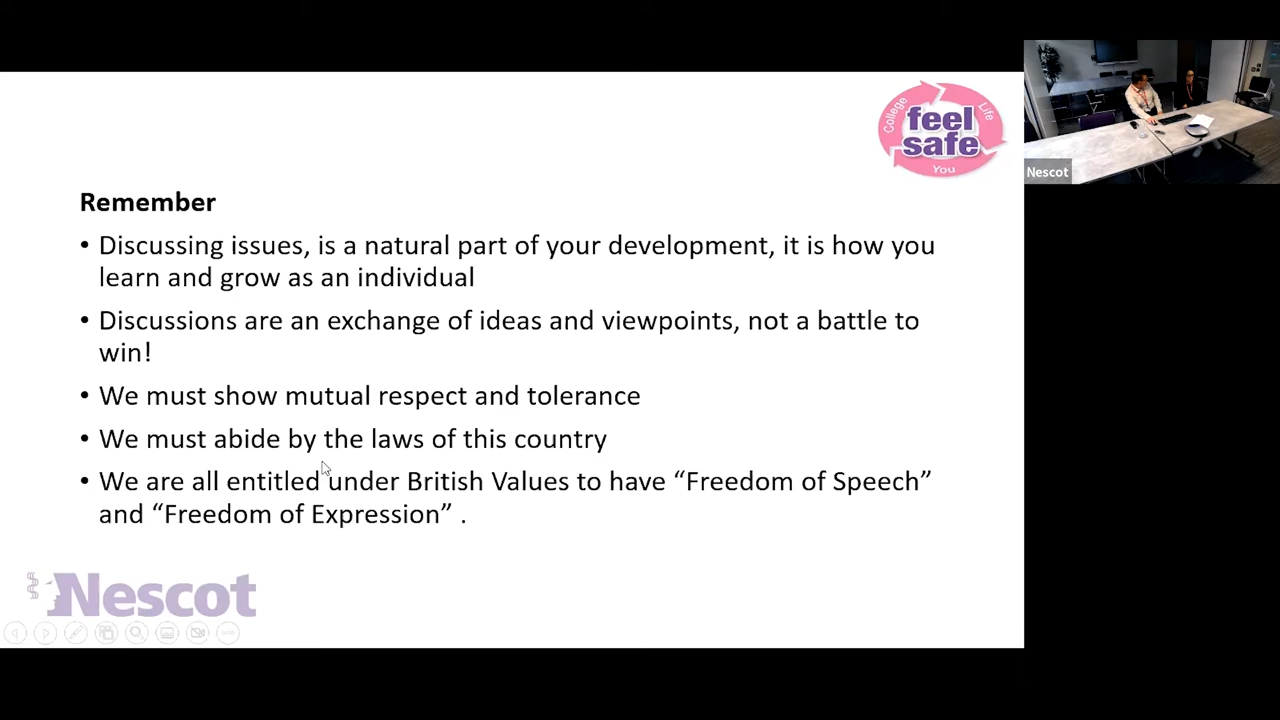 College
Life
feel
safe
You
Nescot
Remember
• Discussing issues, is a natural part of your development, it is how you
learn and grow as an individual
• Discussions are an exchange of ideas and viewpoints, not a battle to
win!
• We must show mutual respect and tolerance
• We must abide by the laws of this country
• We are all entitled under British Values to have “Freedom of Speech”
and “Freedom of Expression” .
Nescot